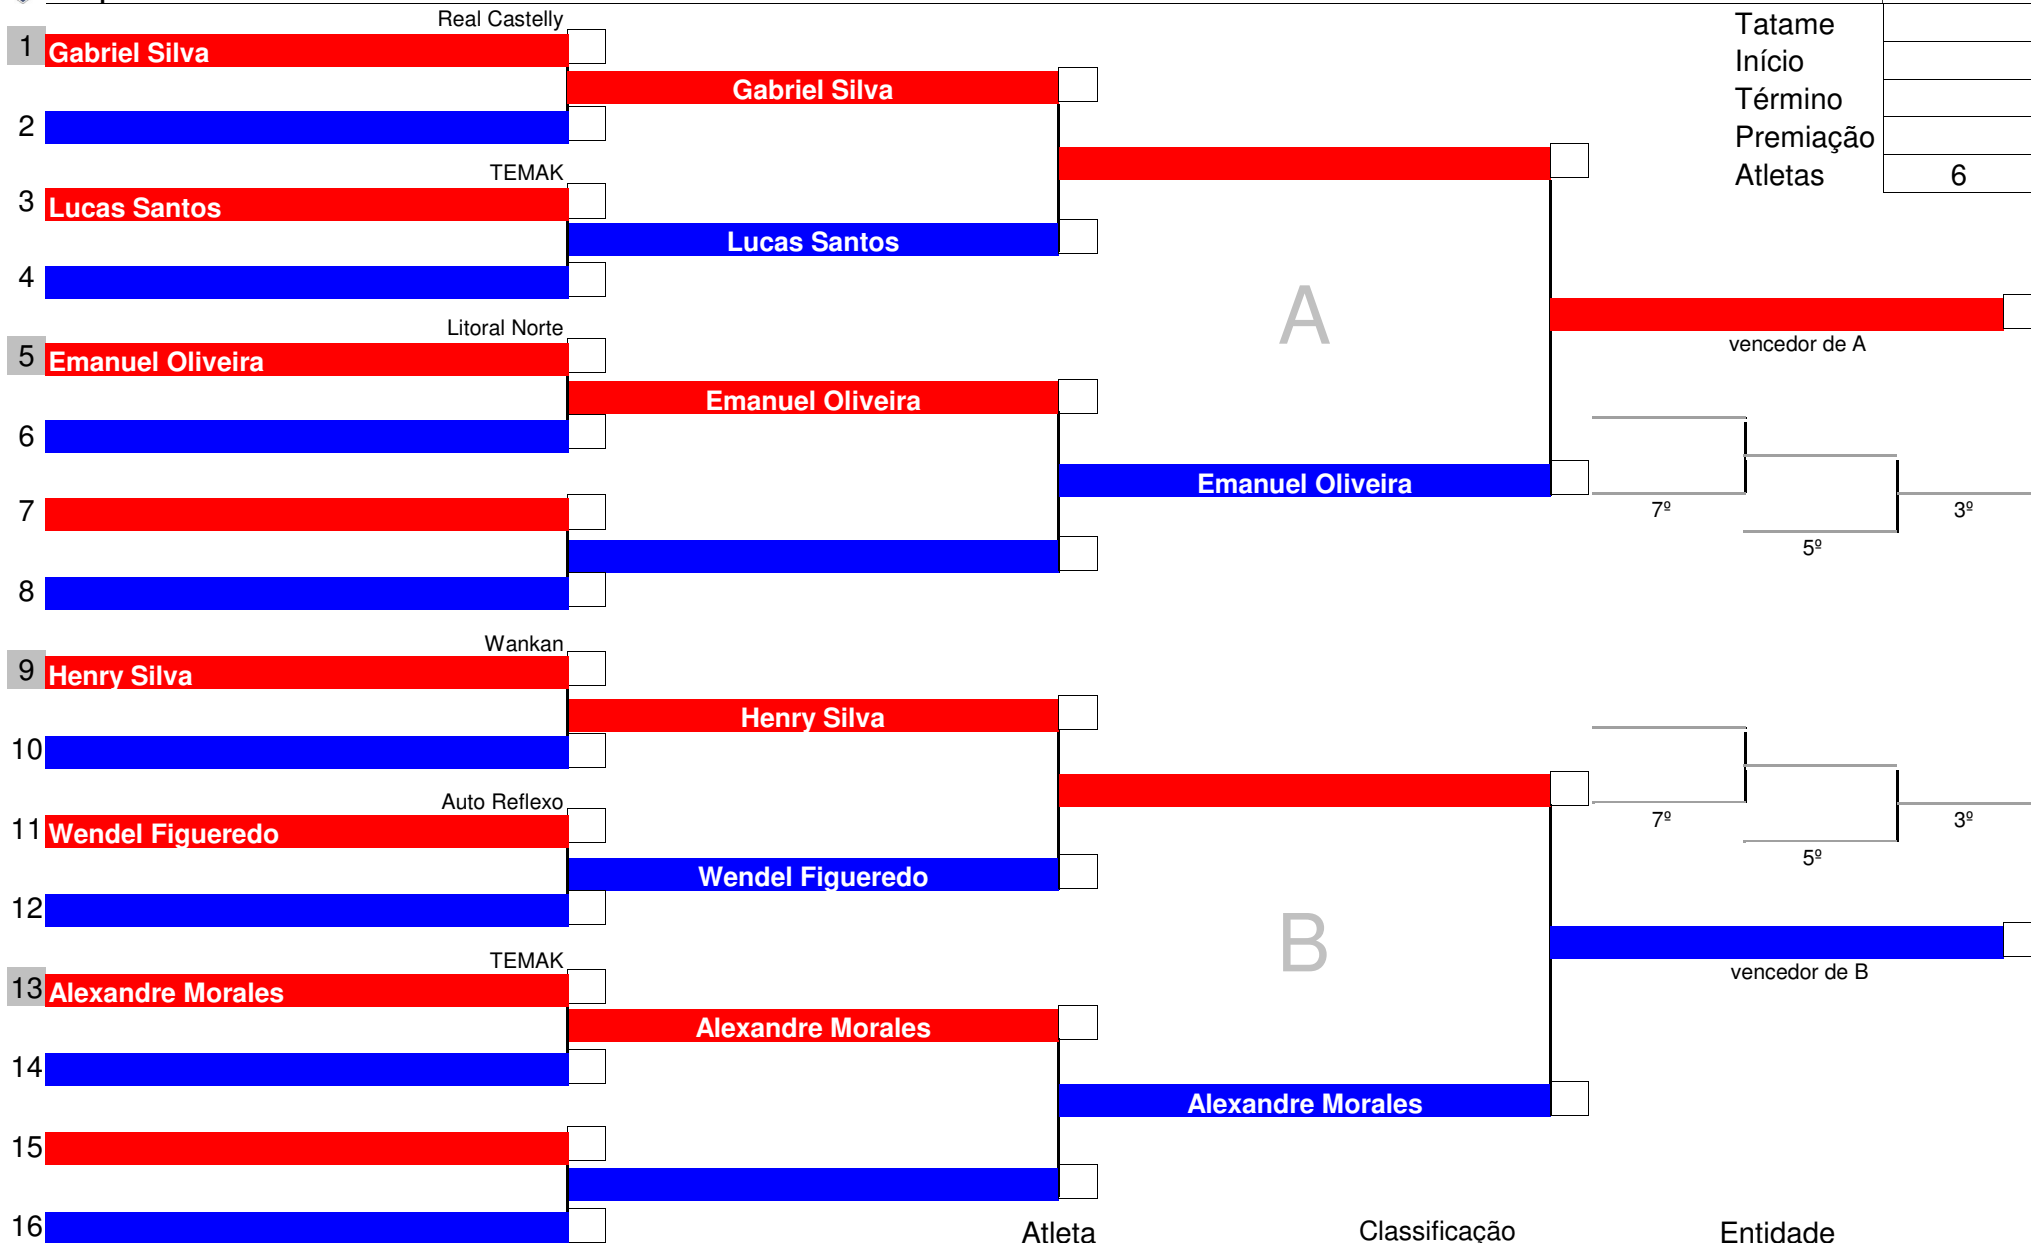 Real Castelly
Tatame
1 Gabriel Silva
Início
Gabriel Silva
Término
2
Premiação
TEMAK
Atletas 6
3 Lucas Santos
Lucas Santos
4
A
Litoral Norte
vencedor de A
5 Emanuel Oliveira
Emanuel Oliveira
6
Emanuel Oliveira
7
7º 3º
5º
8
Wankan
9 Henry Silva
Henry Silva
10
Auto Reflexo
7º 3º
11 Wendel Figueredo
5º
Wendel Figueredo
12
B
TEMAK
vencedor de B
13 Alexandre Morales
Alexandre Morales
14
Alexandre Morales
15
16
Atleta Classificação Entidade